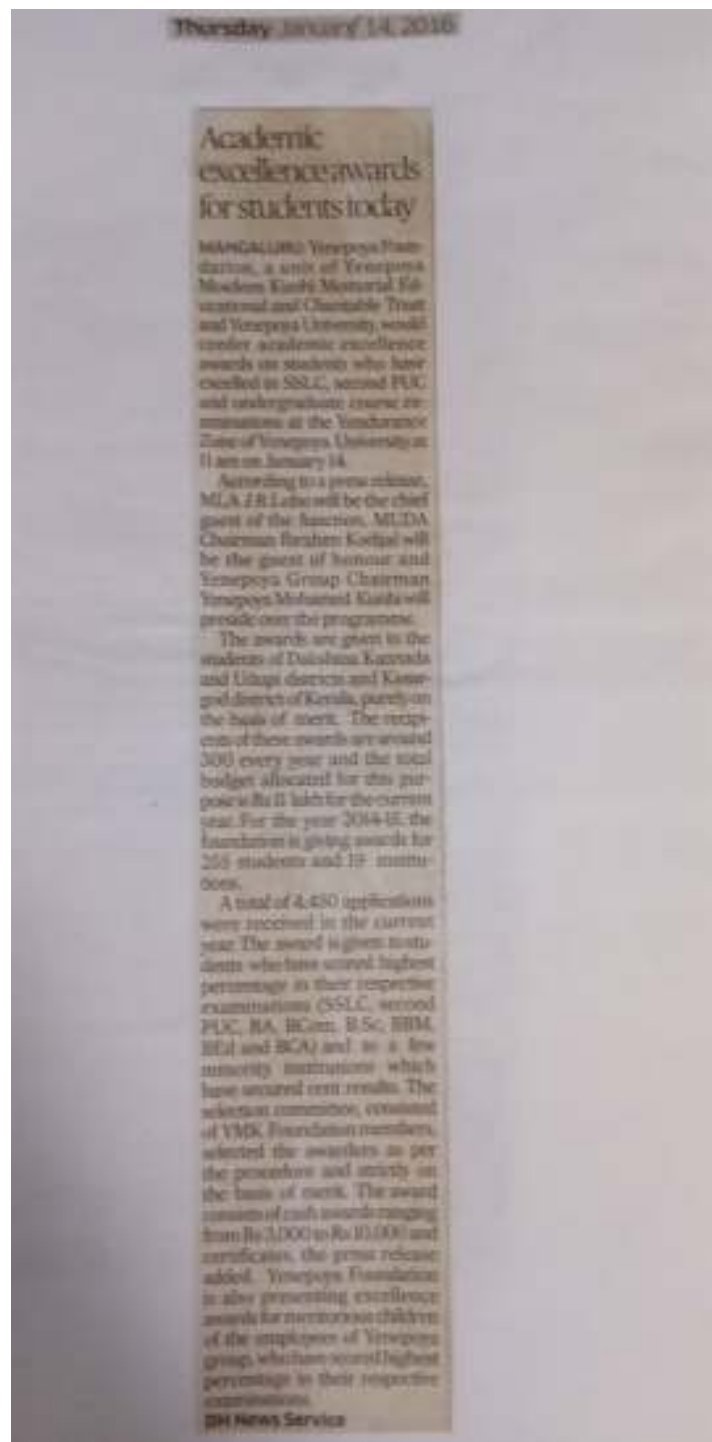 Thursday January 14, 2016
Academic
excellence awards
for students today
MANGALURU: Yenepoya Foun-
dation, a unit of Yenepoya
Moideen Kunhi Memorial Ed-
ucational and Charitable Trust
and Yenepoya University, would
confer academic excellence
awards on students who have
excelled in SSLC, second PUC
and undergraduate course ex-
aminations at the Yendurance
Zone of Yenepoya University at
11 am on January 14.
According to a press release,
MLA J R Lobo will be the chief
guest of the function. MUDA
Chairman Ibrahim Kodijal will
be the guest of honour and
Yenepoya Group Chairman
Yenepoya Mohamed Kunhi will
preside over the programme.
The awards are given to the
students of Dakshina Kannada
and Udupi districts and Kasar-
god district of Kerala, purely on
the basis of merit. The recipi-
ents of these awards are around
300 every year and the total
budget allocated for this pur-
pose is Rs 11 lakh for the current
year. For the year 2014-15, the
foundation is giving awards for
265 students and 19 institu-
tions.
A total of 4,450 applications
were received in the current
year. The award is given to stu-
dents who have scored highest
percentage in their respective
examinations (SSLC, second
PUC, BA, BCom, B.Sc, BBM,
BEd and BCA) and to a few
minority institutions which
have secured cent results. The
selection committee, consisted
of YMK Foundation members,
selected the awardees as per
the procedure and strictly on
the basis of merit. The award
consists of cash awards ranging
from Rs 3,000 to Rs 10,000 and
certificates, the press release
added. Yenepoya Foundation
is also presenting excellence
awards for meritorious children
of the employees of Yenepoya
group, who have scored highest
percentage in their respective
examinations.
DH News Service